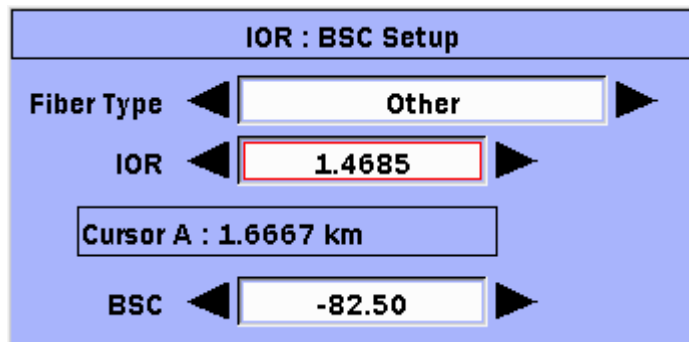 IOR : BSC Setup
Fiber Type Other
IOR 1.4685
Cursor A : 1.6667 km
BSC -82.50